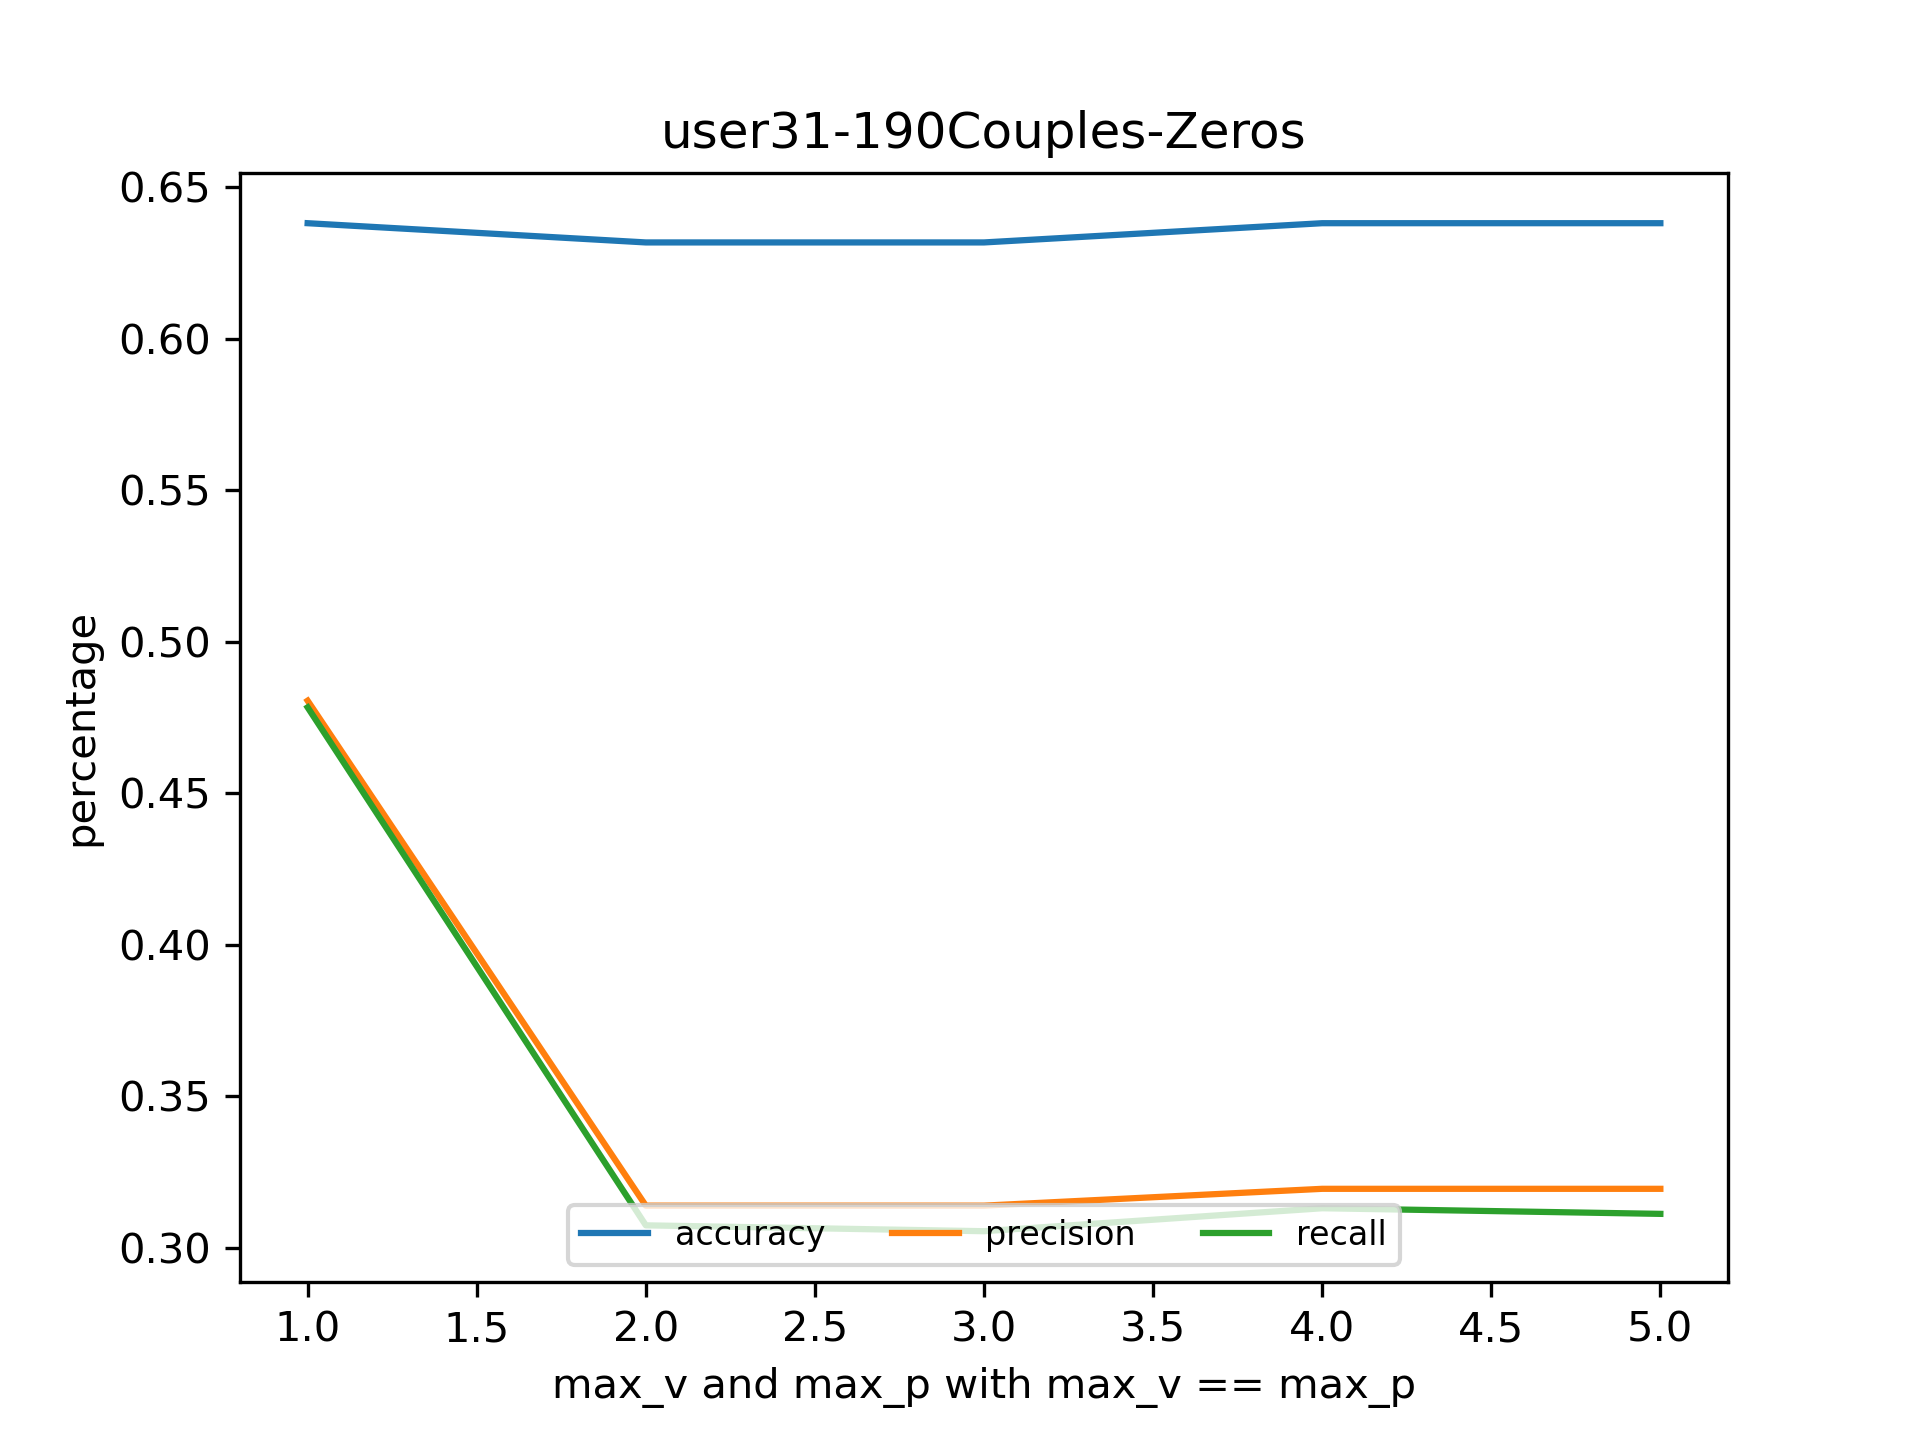 user31-190Couples-Zeros
0.65
0.60
0.55
0.50
0.45
0.40
0.35
0.30
percentage
accuracy precision recall
1.0 1.5 2.0 2.5 3.0 3.5 4.0 4.5 5.0
max_v and max_p with max_v == max_p